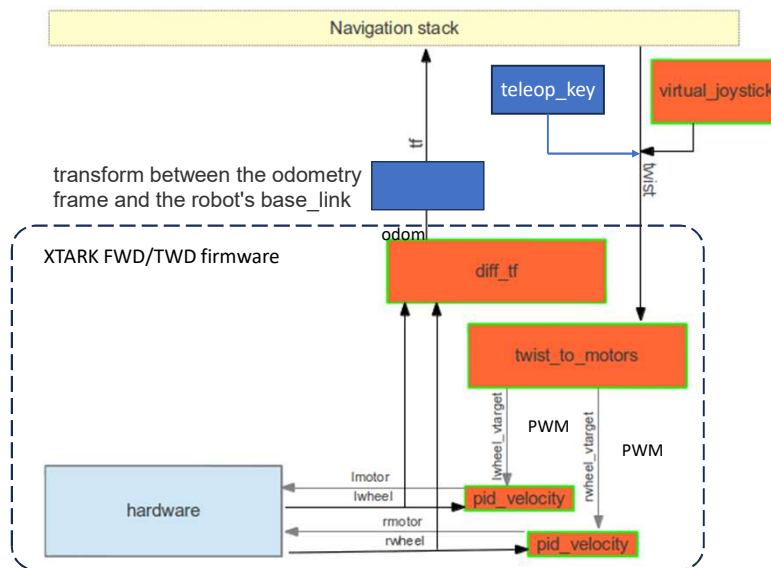 Navigation stack
teleop_key
virtual_joystick
tf
twist
transform between the odometry
frame and the robot's base_link
odom
XTARK FWD/TWD firmware
diff_tf
twist_to_motors
lwheel_vtarget
PWM
rwheel_vtarget
PWM
lmotor
lwheel
pid_velocity
hardware
rmotor
rwheel
pid_velocity